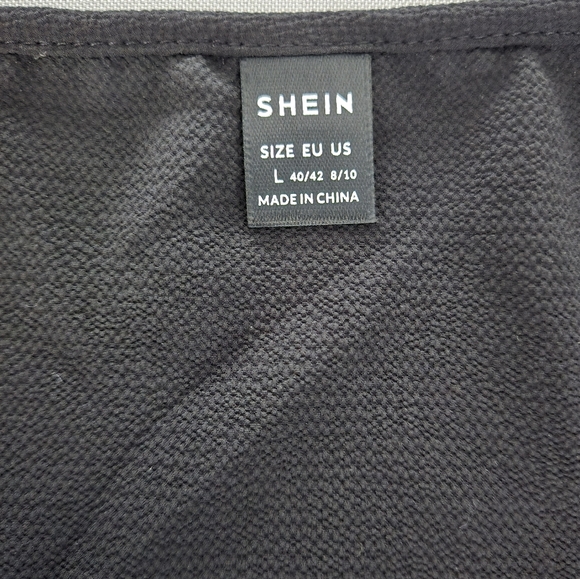 SHEIN
SIZE EU US
L 40/42 8/10
MADE IN CHINA